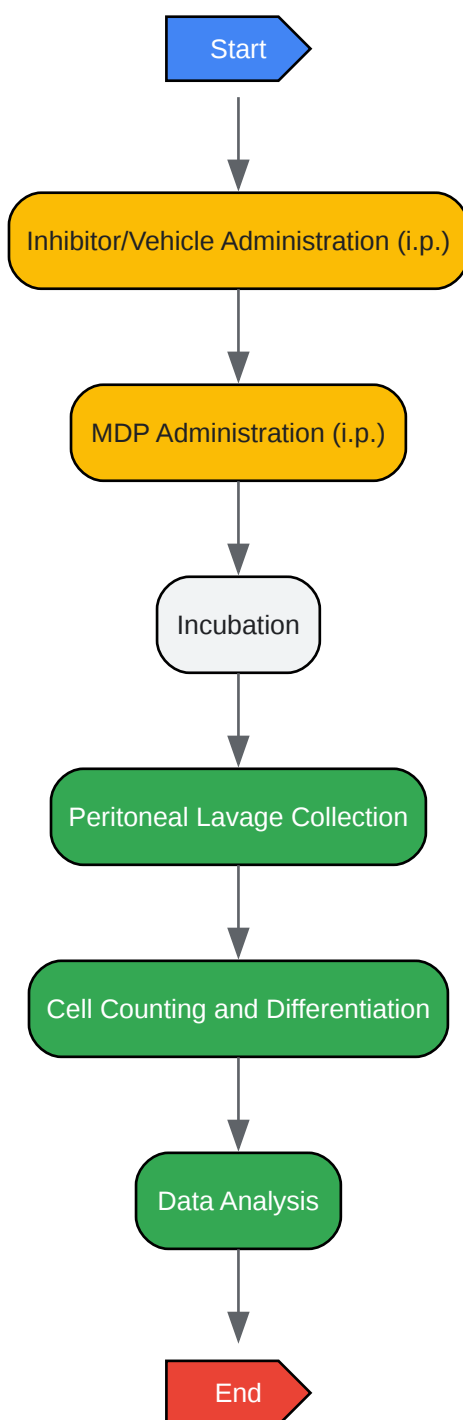 Start
Inhibitor/Vehicle Administration (i.p.)
MDP Administration (i.p.)
Incubation
Peritoneal Lavage Collection
Cell Counting and Differentiation
Data Analysis
End